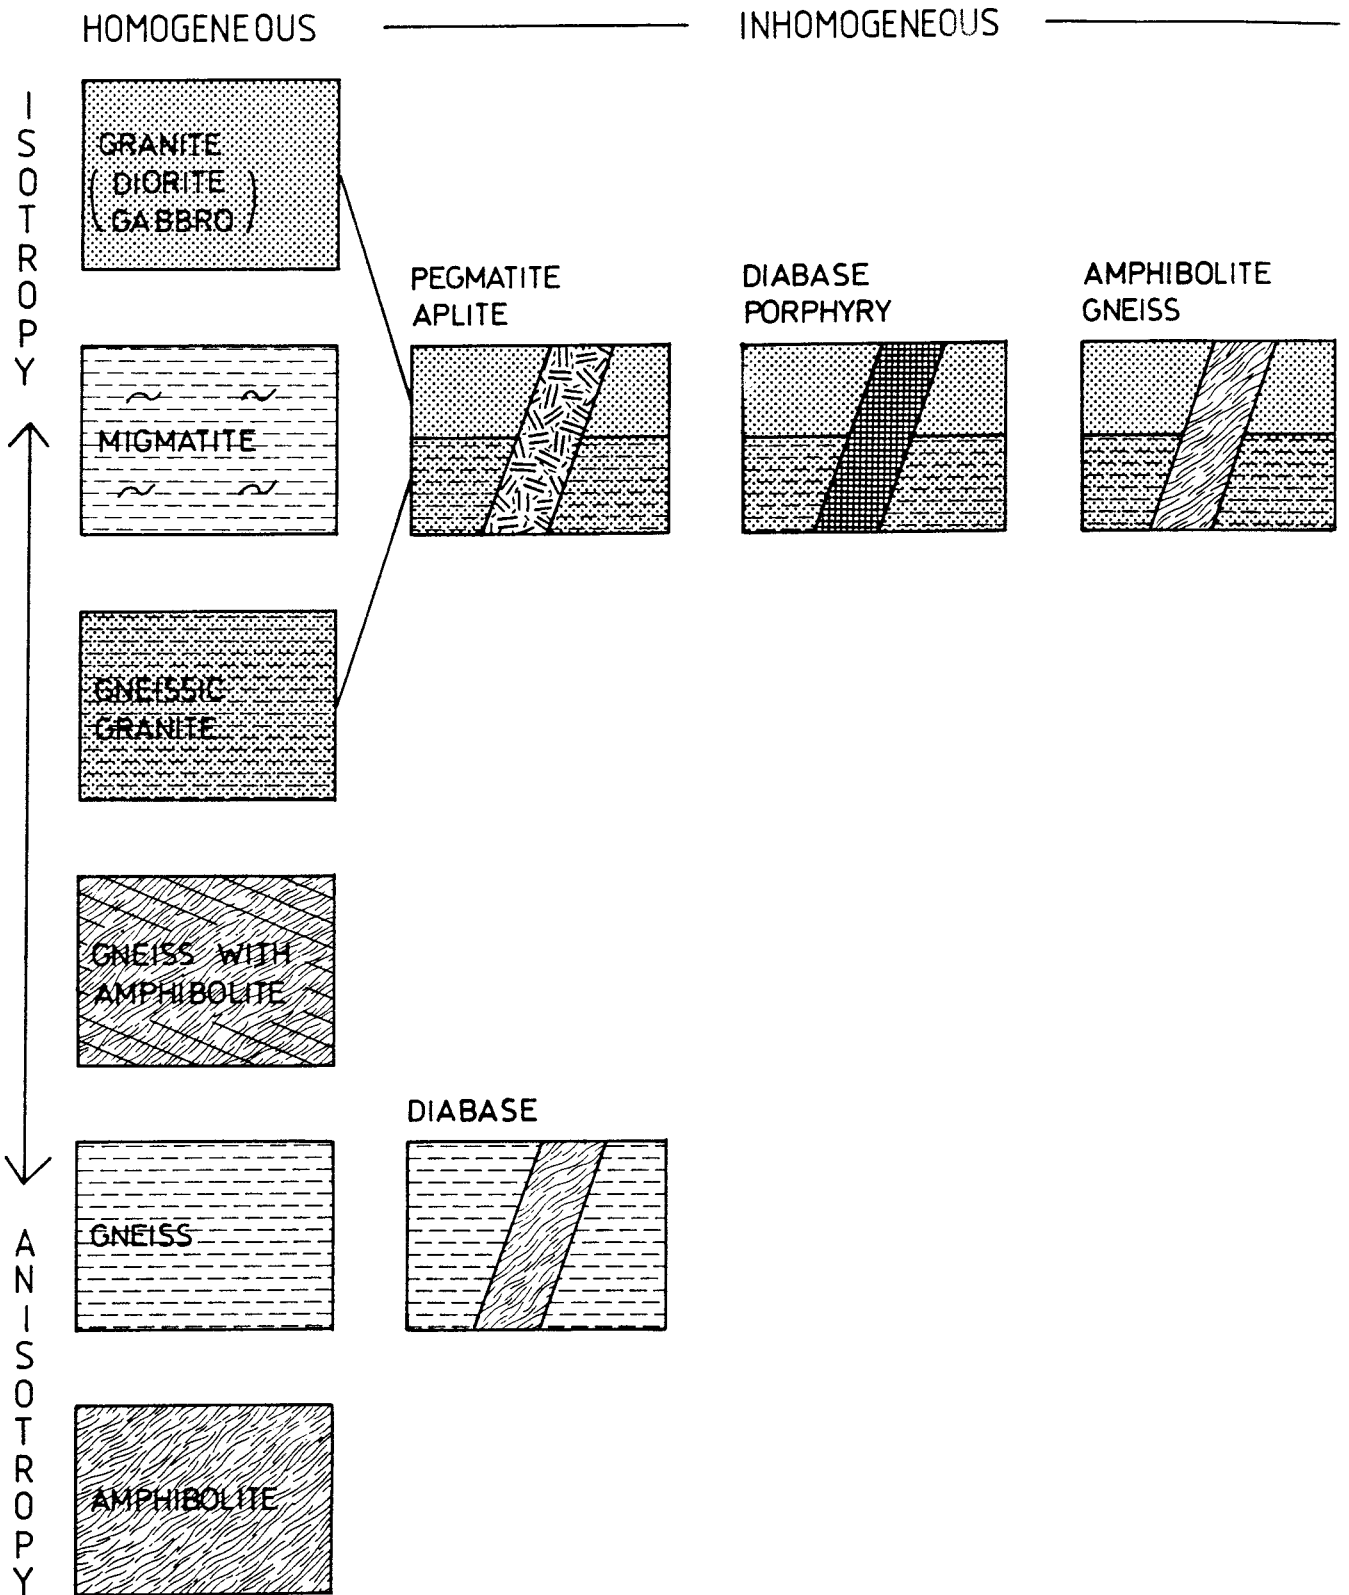 HOMOGENEOUS
INHOMOGENEOUS
ISOTROPY
GRANITE
(DIORITE
GABBRO)
PEGMATITE
APLITE
DIABASE
PORPHYRY
AMPHIBOLITE
GNEISS
MIGMATITE
GNEISSIC
GRANITE
GNEISS WITH
AMPHIBOLITE
DIABASE
GNEISS
ANISOTROPY
AMPHIBOLITE